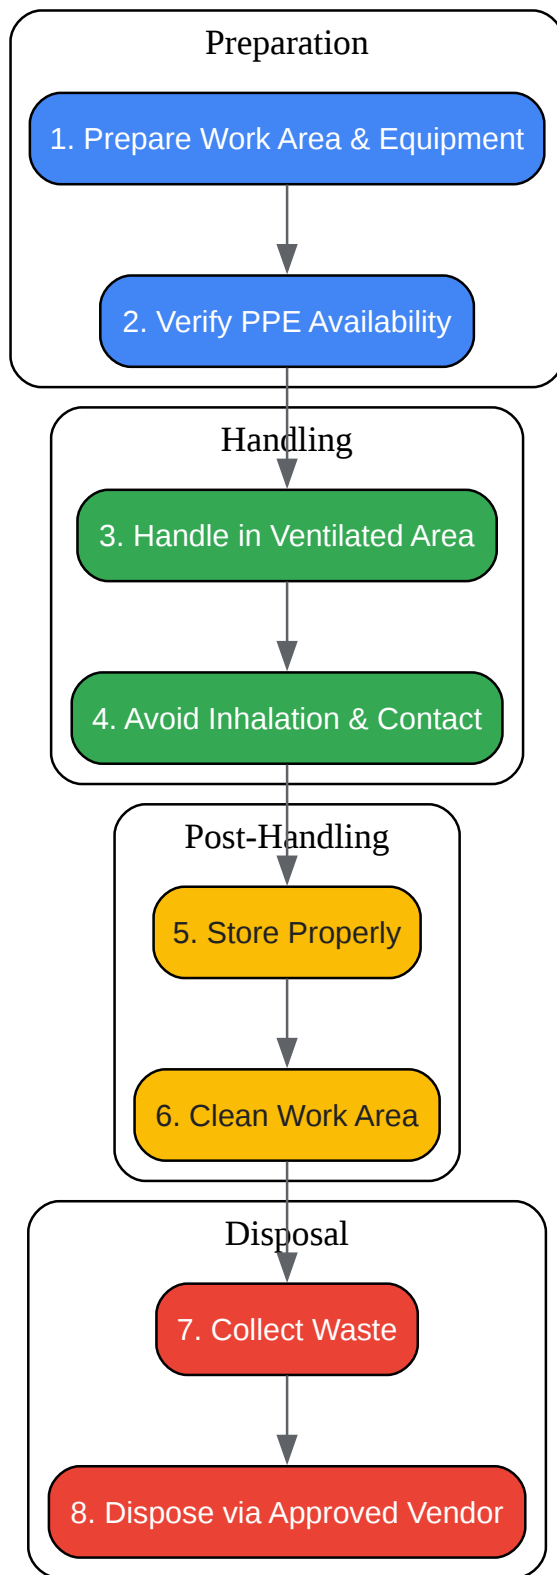 Preparation
1. Prepare Work Area & Equipment
2. Verify PPE Availability
Handling
3. Handle in Ventilated Area
4. Avoid Inhalation & Contact
Post-Handling
5. Store Properly
6. Clean Work Area
Disposal
7. Collect Waste
8. Dispose via Approved Vendor